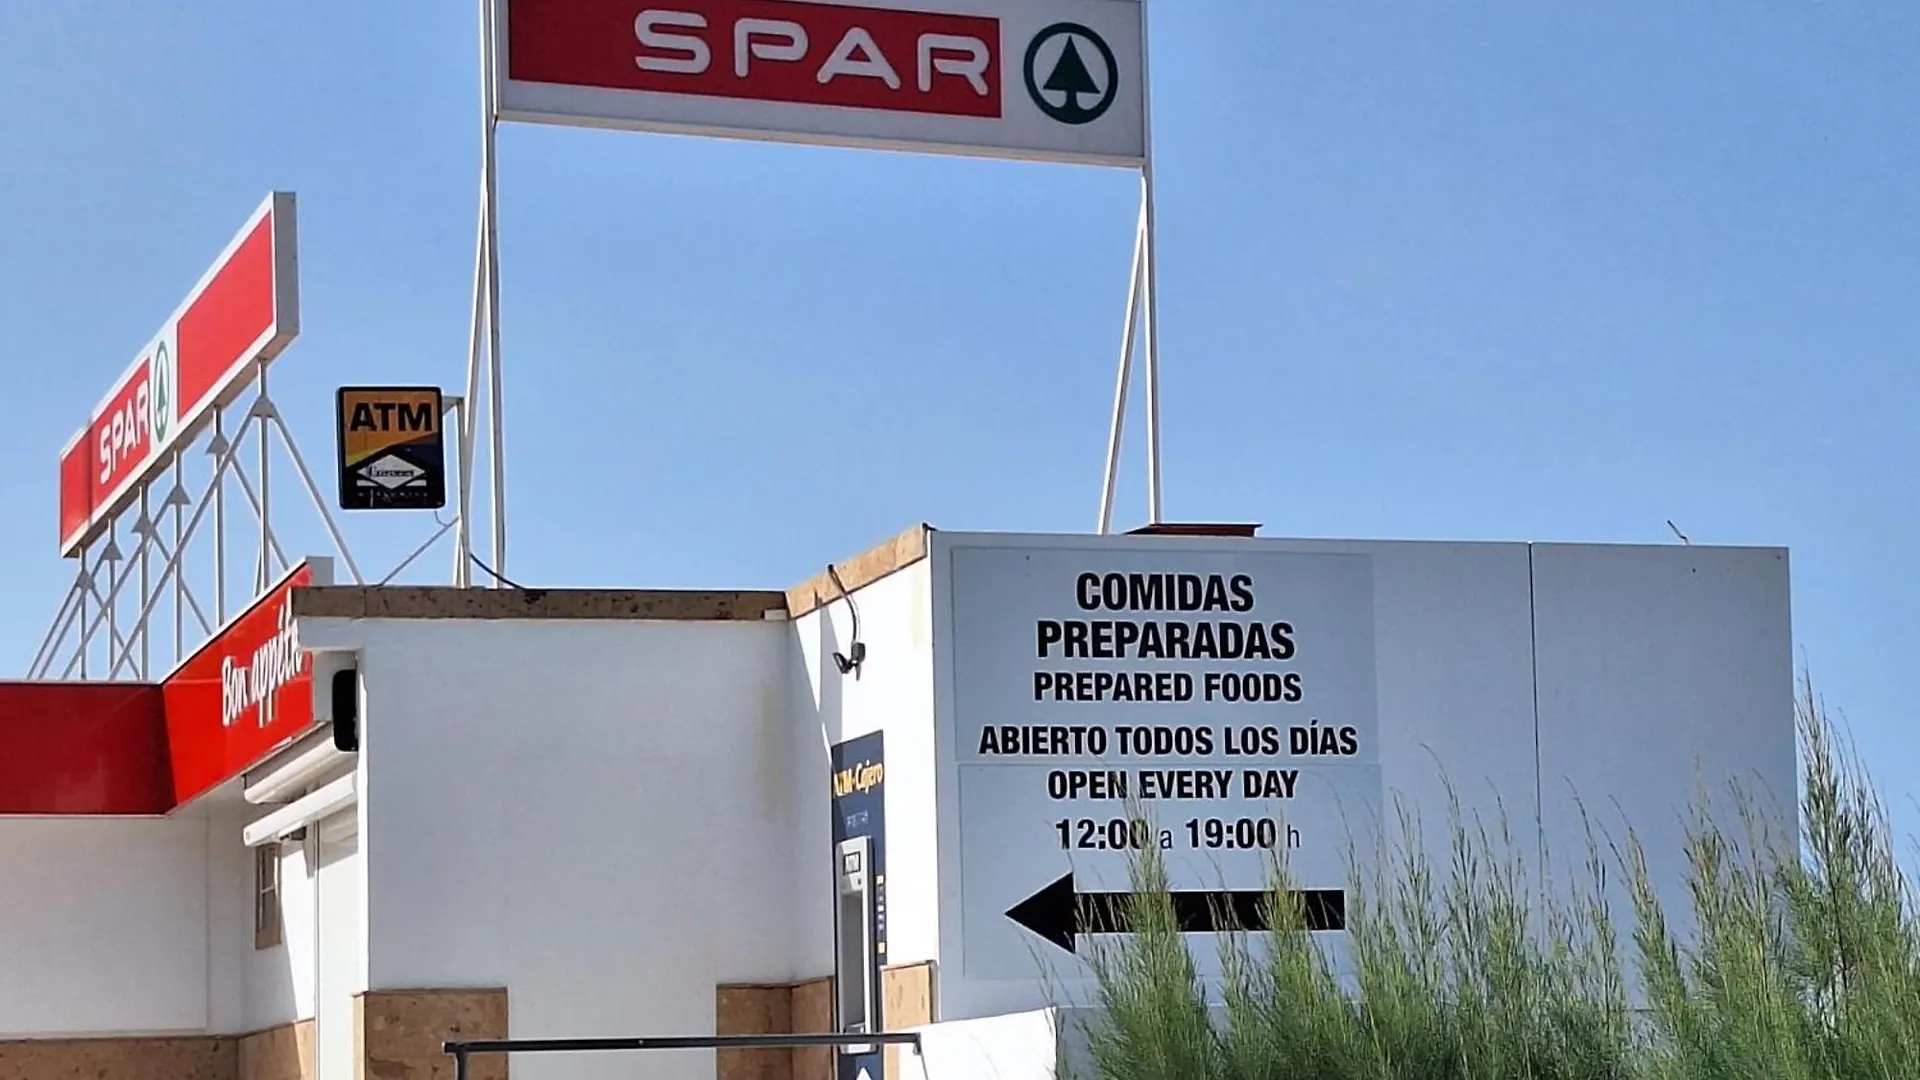 SPAR
SPAR
ATM
Bon appétit
COMIDAS
PREPARADAS
PREPARED FOODS
ABIERTO TODOS LOS DÍAS
OPEN EVERY DAY
12:00 a 19:00 h
ATM-Cajero
ATM